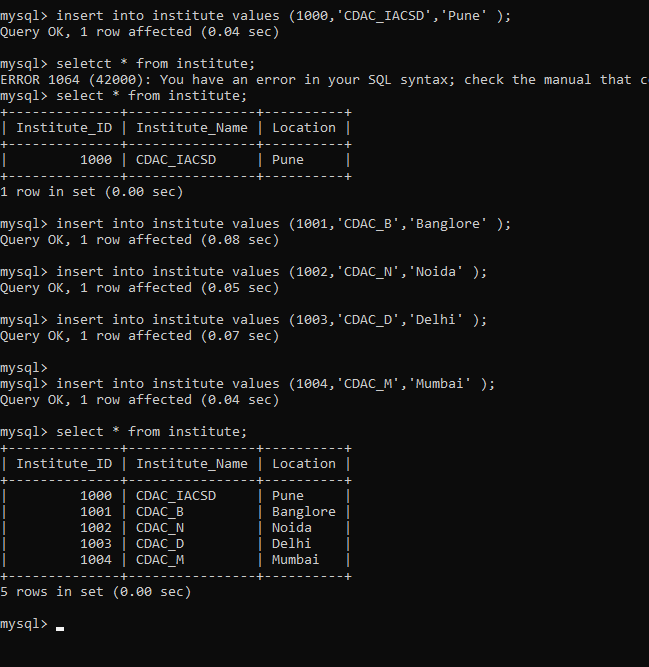 mysql> insert into institute values (1000,'CDAC_IACSD','Pune' );
Query OK, 1 row affected (0.04 sec)
mysql> seletct * from institute;
ERROR 1064 (42000): You have an error in your SQL syntax; check the manual that
mysql> select * from institute;
+--------------+----------------+----------+
| Institute_ID | Institute_Name | Location |
+--------------+----------------+----------+
|         1000 | CDAC_IACSD     | Pune     |
+--------------+----------------+----------+
1 row in set (0.00 sec)
mysql> insert into institute values (1001,'CDAC_B','Banglore' );
Query OK, 1 row affected (0.08 sec)
mysql> insert into institute values (1002,'CDAC_N','Noida' );
Query OK, 1 row affected (0.05 sec)
mysql> insert into institute values (1003,'CDAC_D','Delhi' );
Query OK, 1 row affected (0.07 sec)
mysql>
mysql> insert into institute values (1004,'CDAC_M','Mumbai' );
Query OK, 1 row affected (0.04 sec)
mysql> select * from institute;
+--------------+----------------+----------+
| Institute_ID | Institute_Name | Location |
+--------------+----------------+----------+
|         1000 | CDAC_IACSD     | Pune     |
|         1001 | CDAC_B         | Banglore |
|         1002 | CDAC_N         | Noida    |
|         1003 | CDAC_D         | Delhi    |
|         1004 | CDAC_M         | Mumbai   |
+--------------+----------------+----------+
5 rows in set (0.00 sec)
mysql>